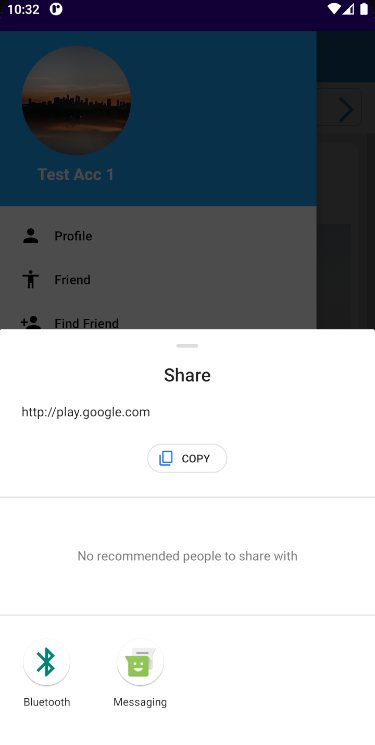 10:32
Test Acc 1
Profile
Friend
Find Friend
Share
http://play.google.com
COPY
No recommended people to share with
Bluetooth
Messaging